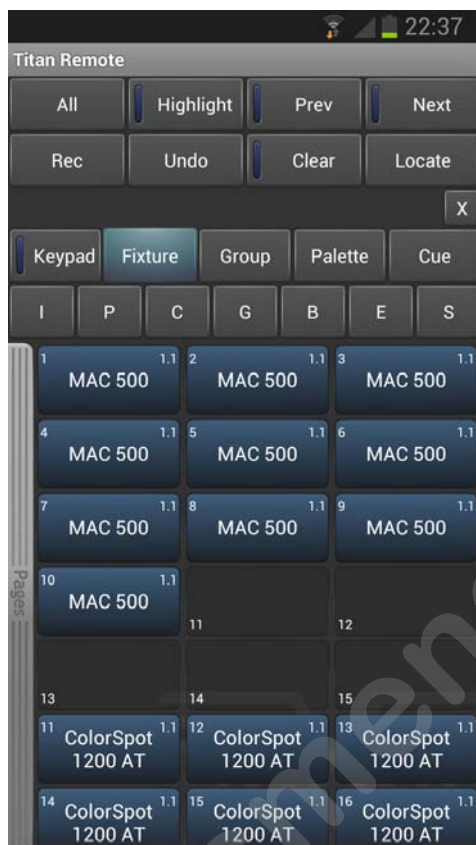 22:37
Titan Remote
All Highlight Prev Next
Rec Undo Clear Locate
X
Keypad Fixture Group Palette Cue
I P C G B E S
1 1.1 2 1.1 3 1.1
MAC 500 MAC 500 MAC 500
4 1.1 5 1.1 6 1.1
MAC 500 MAC 500 MAC 500
7 1.1 8 1.1 9 1.1
MAC 500 MAC 500 MAC 500
Pages
10 1.1
MAC 500
11 12
13 14 15
11 1.1 12 1.1 13 1.1
ColorSpot ColorSpot ColorSpot
1200 AT 1200 AT 1200 AT
14 1.1 15 1.1 16 1.1
ColorSpot ColorSpot ColorSpot
1200 AT 1200 AT 1200 AT